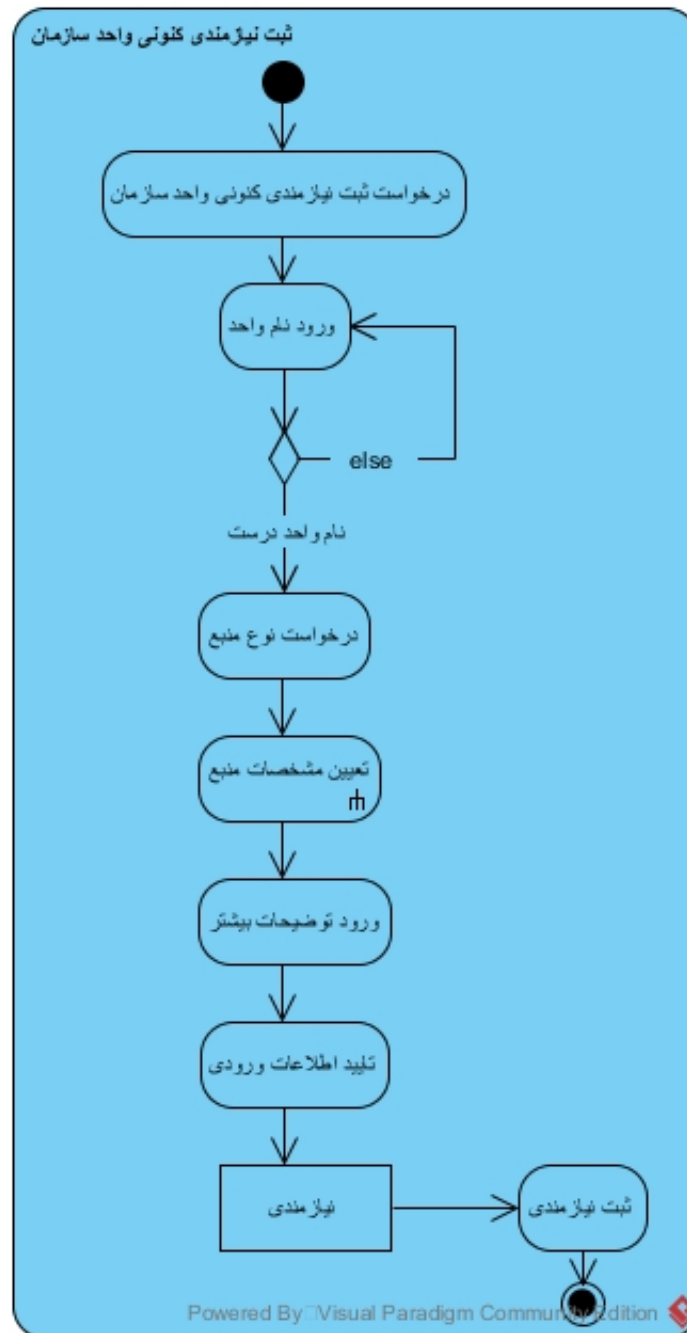 ثبت نیازمندی کنونی واحد سازمان
درخواست ثبت نیازمندی کنونی واحد سازمان
ورود نام واحد
else
نام واحد درست
درخواست نوع منبع
تعیین مشخصات منبع
ورود توضیحات بیشتر
تایید اطلاعات ورودی
نیازمندی
ثبت نیازمندی
Powered By Visual Paradigm Community Edition